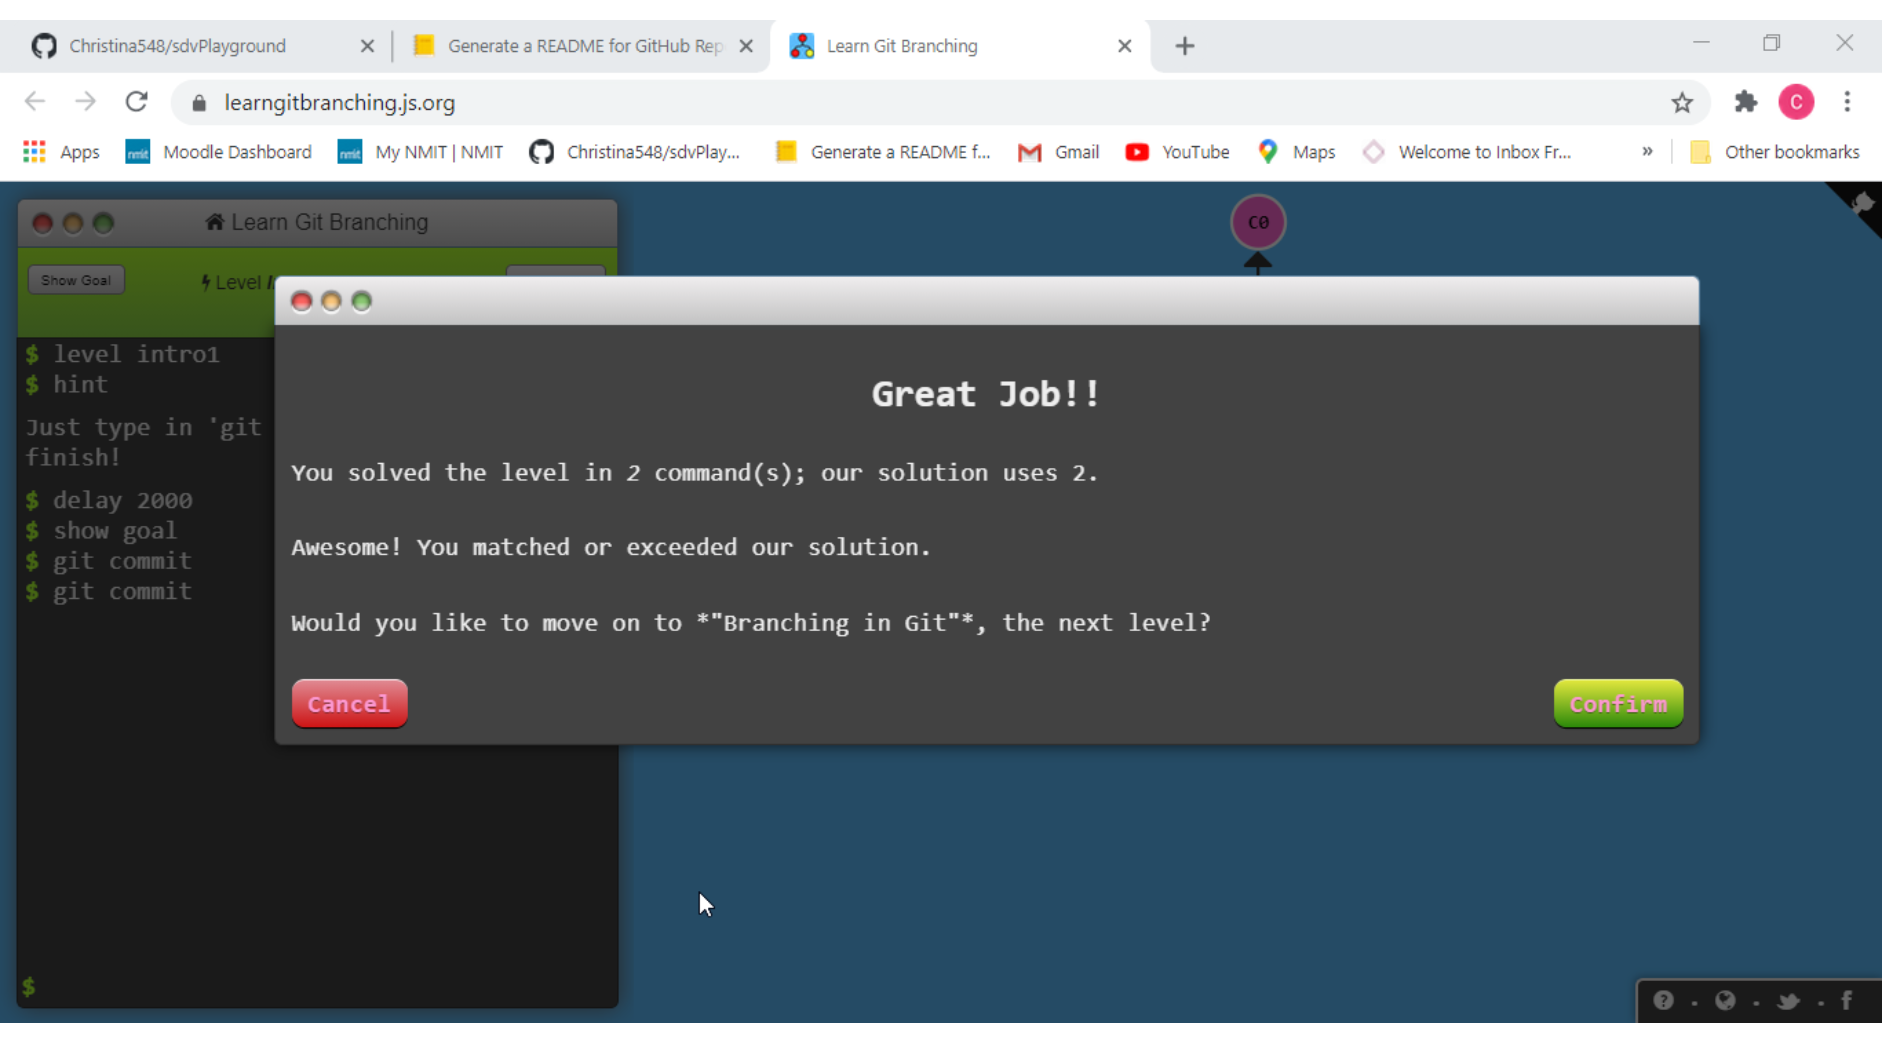 Christina548/sdvPlayground
Generate a README for GitHub Rep
Learn Git Branching
learngitbranching.js.org
C
Apps
nmit
Moodle Dashboard
nmit
My NMIT | NMIT
Christina548/sdvPlay...
Generate a README f...
Gmail
YouTube
Maps
Welcome to Inbox Fr...
»
Other bookmarks
Learn Git Branching
C0
Show Goal
Level
$ level intro1
$ hint
Just type in 'git
finish!
$ delay 2000
$ show goal
$ git commit
$ git commit
$
Great Job!!
You solved the level in 2 command(s); our solution uses 2.
Awesome! You matched or exceeded our solution.
Would you like to move on to *"Branching in Git"*, the next level?
Cancel
Confirm